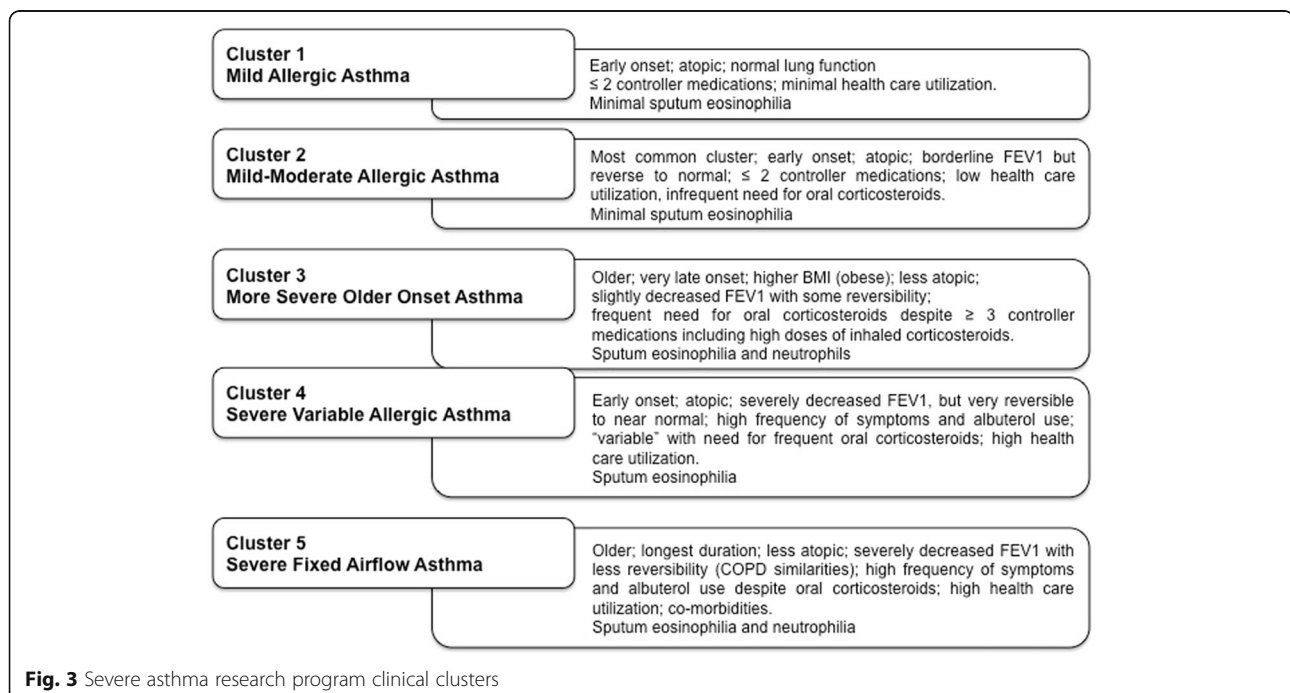 Cluster 1
Mild Allergic Asthma
Early onset; atopic; normal lung function
≤ 2 controller medications; minimal health care utilization.
Minimal sputum eosinophilia
Cluster 2
Mild-Moderate Allergic Asthma
Most common cluster; early onset; atopic; borderline FEV1 but
reverse to normal; ≤ 2 controller medications; low health care
utilization, infrequent need for oral corticosteroids.
Minimal sputum eosinophilia
Cluster 3
More Severe Older Onset Asthma
Older; very late onset; higher BMI (obese); less atopic;
slightly decreased FEV1 with some reversibility;
frequent need for oral corticosteroids despite ≥ 3 controller
medications including high doses of inhaled corticosteroids.
Sputum eosinophilia and neutrophils
Cluster 4
Severe Variable Allergic Asthma
Early onset; atopic; severely decreased FEV1, but very reversible
to near normal; high frequency of symptoms and albuterol use;
“variable” with need for frequent oral corticosteroids; high health
care utilization.
Sputum eosinophilia
Cluster 5
Severe Fixed Airflow Asthma
Older; longest duration; less atopic; severely decreased FEV1 with
less reversibility (COPD similarities); high frequency of symptoms
and albuterol use despite oral corticosteroids; high health care
utilization; co-morbidities.
Sputum eosinophilia and neutrophilia
Fig. 3 Severe asthma research program clinical clusters